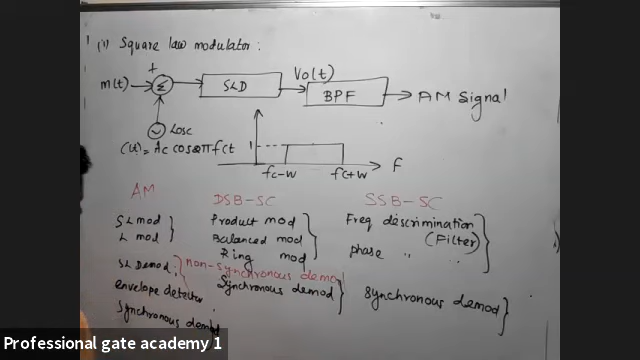 (i) Square law modulator :
m(t) + Σ SLD Vo(t) BPF AM Signal
Losc
C(t) = Ac cos2πfct
1
fc-w fc+w F
AM DSB-SC SSB-SC
SL mod Product mod Freq discrimination
L mod Balanced mod (Filter)
Ring mod phase " "
SL Demod. non-synchronous demod
envelope detector Synchronous demod Synchronous demod
Synchronous demod
Professional gate academy 1